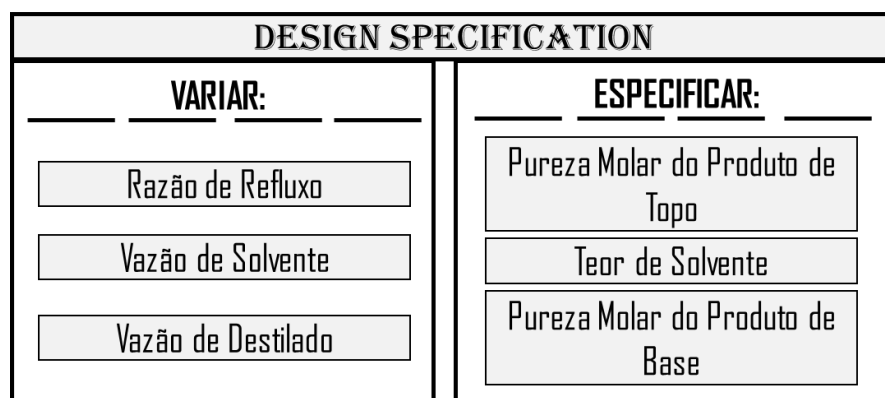 DESIGN SPECIFICATION
VARIAR:
Razão de Refluxo
Vazão de Solvente
Vazão de Destilado
ESPECIFICAR:
Pureza Molar do Produto de
Topo
Teor de Solvente
Pureza Molar do Produto de
Base